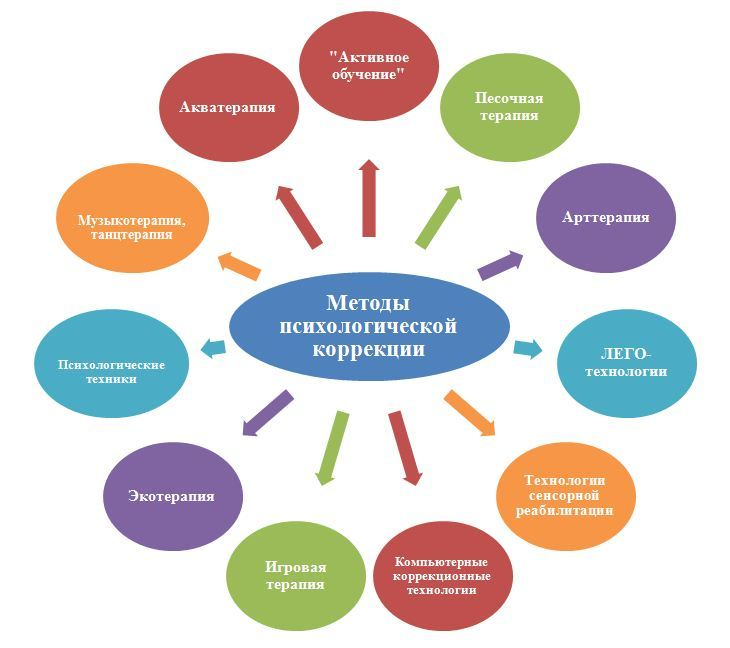 "Активное
обучение"
Песочная
терапия
Арттерапия
ЛЕГО-
технологии
Технологии
сенсорной
реабилитации
Компьютерные
коррекционные
технологии
Игровая
терапия
Экотерапия
Психологические
техники
Музыкотерапия,
танцтерапия
Акватерапия
Методы
психологической
коррекции